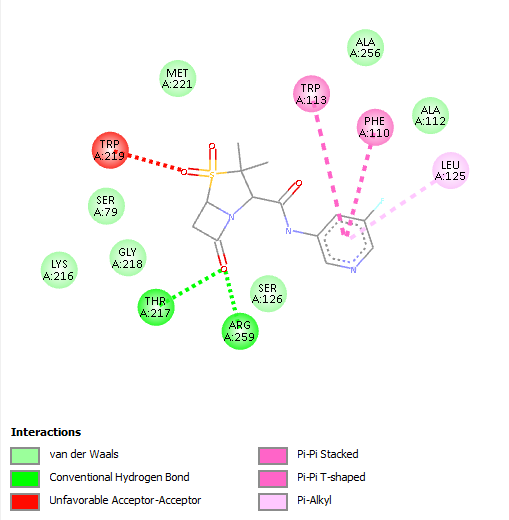 ALA
A:256
MET
A:221
TRP
A:113
ALA
A:112
PHE
A:110
TRP
A:219
O
O
S
LEU
A:125
O
SER
A:79
N
N
GLY
A:218
LYS
A:216
O
N
SER
A:126
THR
A:217
ARG
A:259
Interactions
van der Waals
Conventional Hydrogen Bond
Unfavorable Acceptor-Acceptor
Pi-Pi Stacked
Pi-Pi T-shaped
Pi-Alkyl